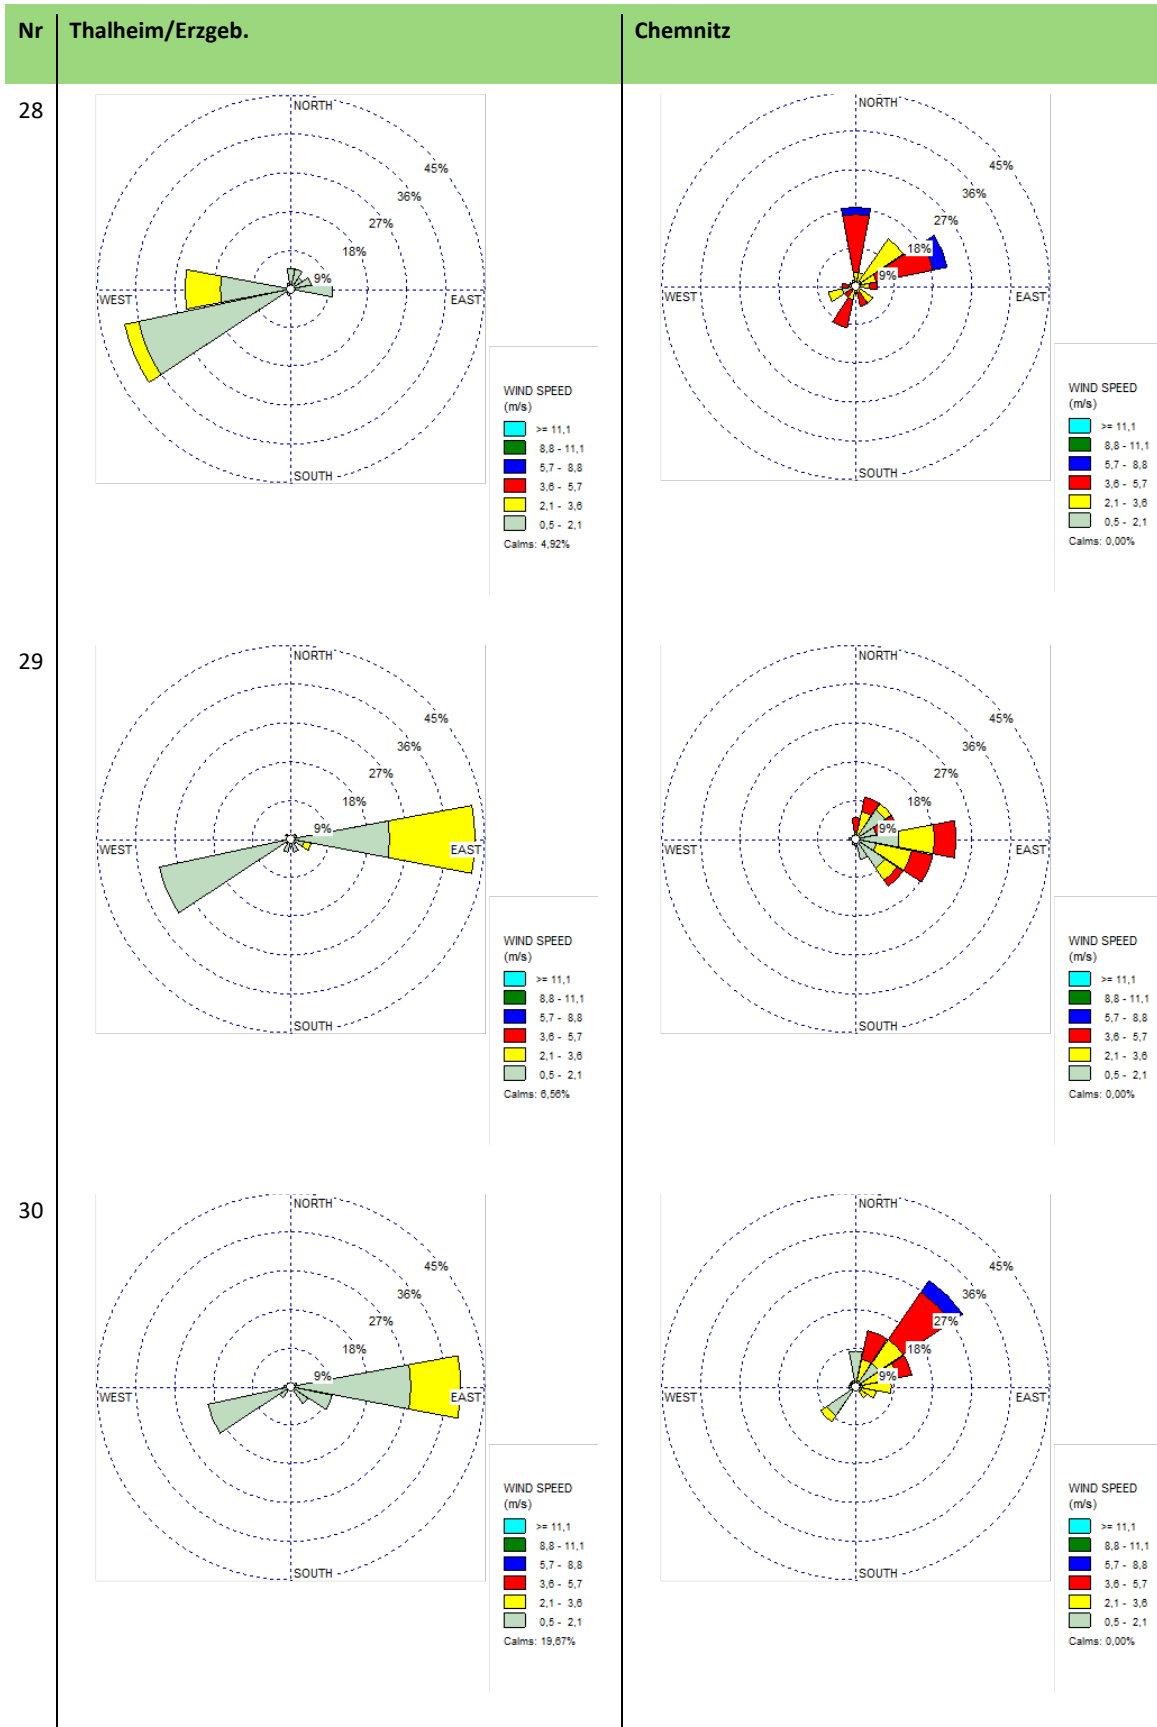 Nr Thalheim/Erzgeb. Chemnitz
28
NORTH
45%
36%
27%
18%
9%
WEST
EAST
SOUTH
WIND SPEED
(m/s)
>= 11,1
8,8 - 11,1
5,7 - 8,8
3,6 - 5,7
2,1 - 3,6
0,5 - 2,1
Calms: 4,92%
NORTH
45%
36%
27%
18%
9%
WEST
EAST
SOUTH
WIND SPEED
(m/s)
>= 11,1
8,8 - 11,1
5,7 - 8,8
3,6 - 5,7
2,1 - 3,6
0,5 - 2,1
Calms: 0,00%
29
NORTH
45%
36%
27%
18%
9%
WEST
EAST
SOUTH
WIND SPEED
(m/s)
>= 11,1
8,8 - 11,1
5,7 - 8,8
3,6 - 5,7
2,1 - 3,6
0,5 - 2,1
Calms: 6,56%
NORTH
45%
36%
27%
18%
9%
WEST
EAST
SOUTH
WIND SPEED
(m/s)
>= 11,1
8,8 - 11,1
5,7 - 8,8
3,6 - 5,7
2,1 - 3,6
0,5 - 2,1
Calms: 0,00%
30
NORTH
45%
36%
27%
18%
9%
WEST
EAST
SOUTH
WIND SPEED
(m/s)
>= 11,1
8,8 - 11,1
5,7 - 8,8
3,6 - 5,7
2,1 - 3,6
0,5 - 2,1
Calms: 19,67%
NORTH
45%
36%
27%
18%
9%
WEST
EAST
SOUTH
WIND SPEED
(m/s)
>= 11,1
8,8 - 11,1
5,7 - 8,8
3,6 - 5,7
2,1 - 3,6
0,5 - 2,1
Calms: 0,00%